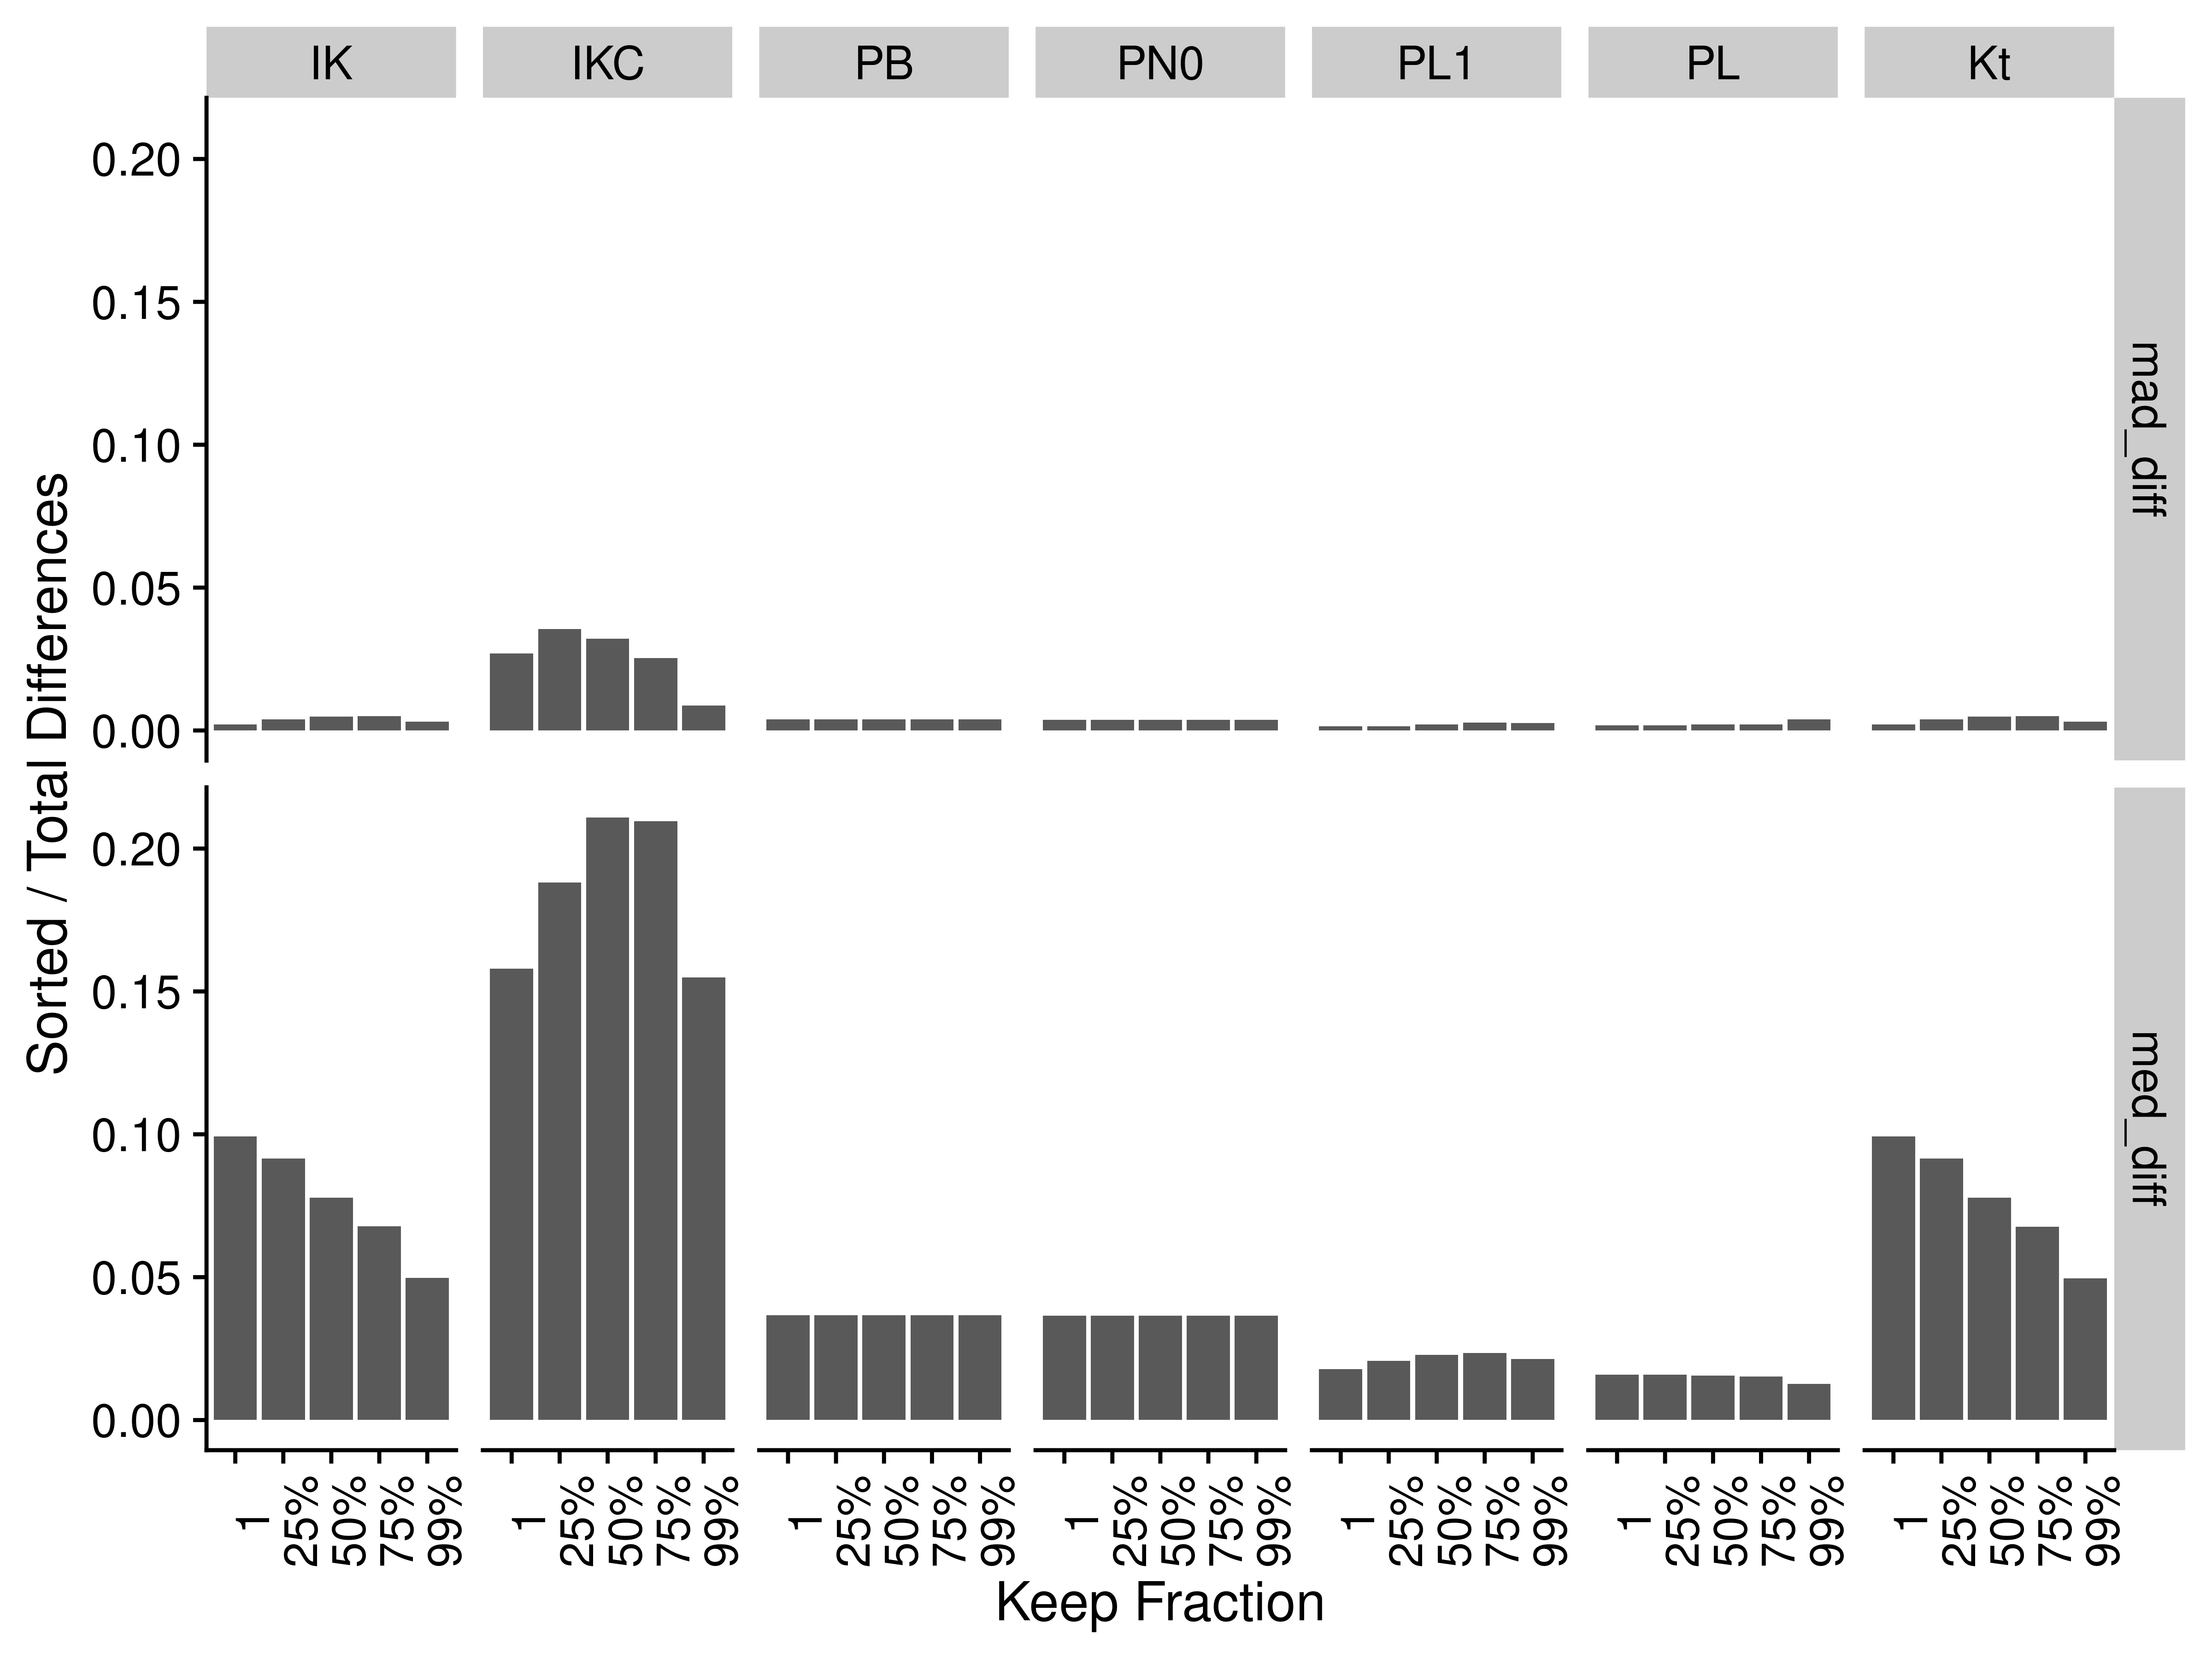 IK IKC PB PN0 PL1 PL Kt
0.20
0.15
0.10
0.05
0.00
mad_diff
Sorted / Total Differences
0.20
0.15
0.10
0.05
0.00
med_diff
1 25% 50% 75% 99% 1 25% 50% 75% 99% 1 25% 50% 75% 99% 1 25% 50% 75% 99% 1 25% 50% 75% 99% 1 25% 50% 75% 99% 1 25% 50% 75% 99%
Keep Fraction